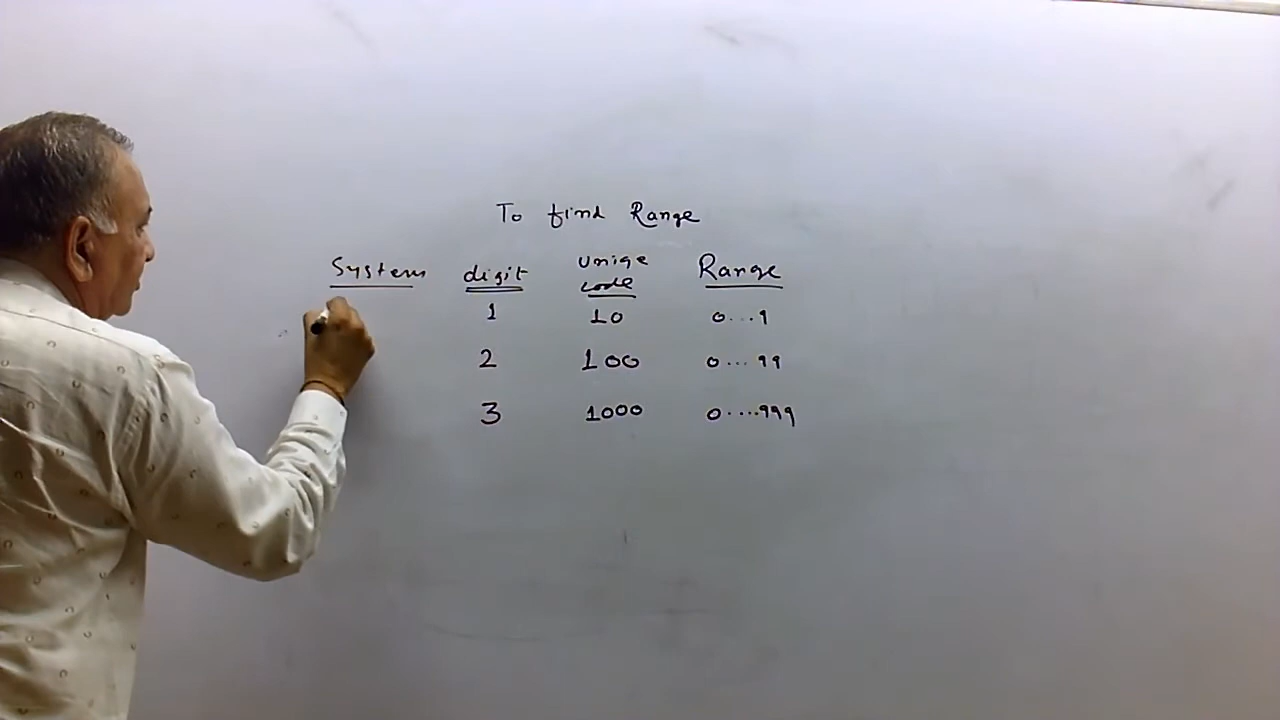 To find Range
System digit uniqe code Range
1 10 0...9
2 100 0...99
3 1000 0....999